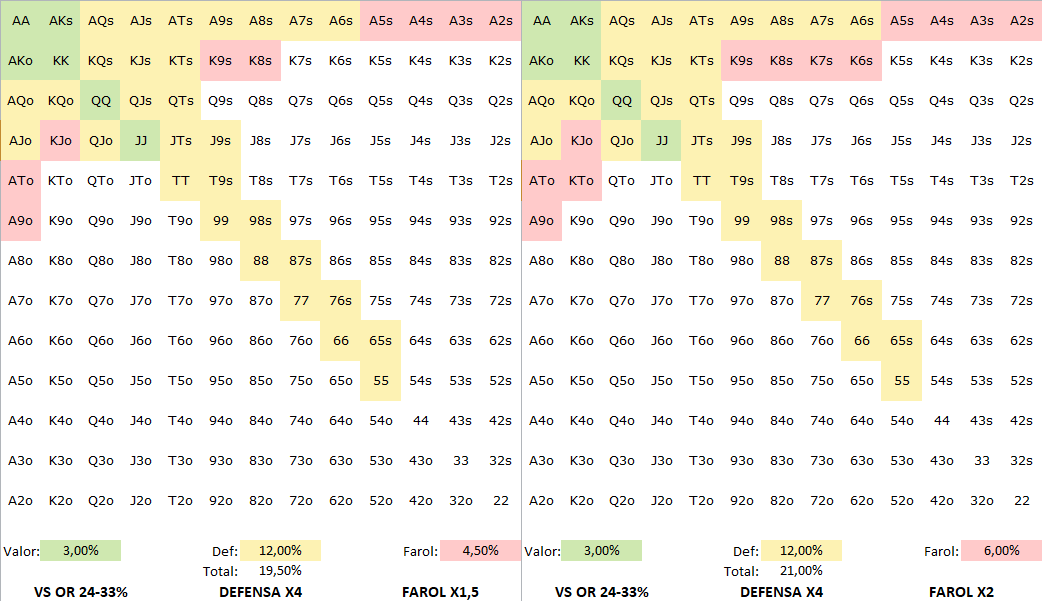 AA AKs AQs AJs ATs A9s A8s A7s A6s A5s A4s A3s A2s AA AKs AQs AJs ATs A9s A8s A7s A6s A5s A4s A3s A2s
AKo KK KQs KJs KTs K9s K8s K7s K6s K5s K4s K3s K2s AKo KK KQs KJs KTs K9s K8s K7s K6s K5s K4s K3s K2s
AQo KQo QQ QJs QTs Q9s Q8s Q7s Q6s Q5s Q4s Q3s Q2s AQo KQo QQ QJs QTs Q9s Q8s Q7s Q6s Q5s Q4s Q3s Q2s
AJo KJo QJo JJ JTs J9s J8s J7s J6s J5s J4s J3s J2s AJo KJo QJo JJ JTs J9s J8s J7s J6s J5s J4s J3s J2s
ATo KTo QTo JTo TT T9s T8s T7s T6s T5s T4s T3s T2s ATo KTo QTo JTo TT T9s T8s T7s T6s T5s T4s T3s T2s
A9o K9o Q9o J9o T9o 99 98s 97s 96s 95s 94s 93s 92s A9o K9o Q9o J9o T9o 99 98s 97s 96s 95s 94s 93s 92s
A8o K8o Q8o J8o T8o 98o 88 87s 86s 85s 84s 83s 82s A8o K8o Q8o J8o T8o 98o 88 87s 86s 85s 84s 83s 82s
A7o K7o Q7o J7o T7o 97o 87o 77 76s 75s 74s 73s 72s A7o K7o Q7o J7o T7o 97o 87o 77 76s 75s 74s 73s 72s
A6o K6o Q6o J6o T6o 96o 86o 76o 66 65s 64s 63s 62s A6o K6o Q6o J6o T6o 96o 86o 76o 66 65s 64s 63s 62s
A5o K5o Q5o J5o T5o 95o 85o 75o 65o 55 54s 53s 52s A5o K5o Q5o J5o T5o 95o 85o 75o 65o 55 54s 53s 52s
A4o K4o Q4o J4o T4o 94o 84o 74o 64o 54o 44 43s 42s A4o K4o Q4o J4o T4o 94o 84o 74o 64o 54o 44 43s 42s
A3o K3o Q3o J3o T3o 93o 83o 73o 63o 53o 43o 33 32s A3o K3o Q3o J3o T3o 93o 83o 73o 63o 53o 43o 33 32s
A2o K2o Q2o J2o T2o 92o 82o 72o 62o 52o 42o 32o 22 A2o K2o Q2o J2o T2o 92o 82o 72o 62o 52o 42o 32o 22
Valor: 3,00% Def: 12,00% Farol: 4,50% Valor: 3,00% Def: 12,00% Farol: 6,00%
Total: 19,50% Total: 21,00%
VS OR 24-33% DEFENSA X4 FAROL X1,5 VS OR 24-33% DEFENSA X4 FAROL X2